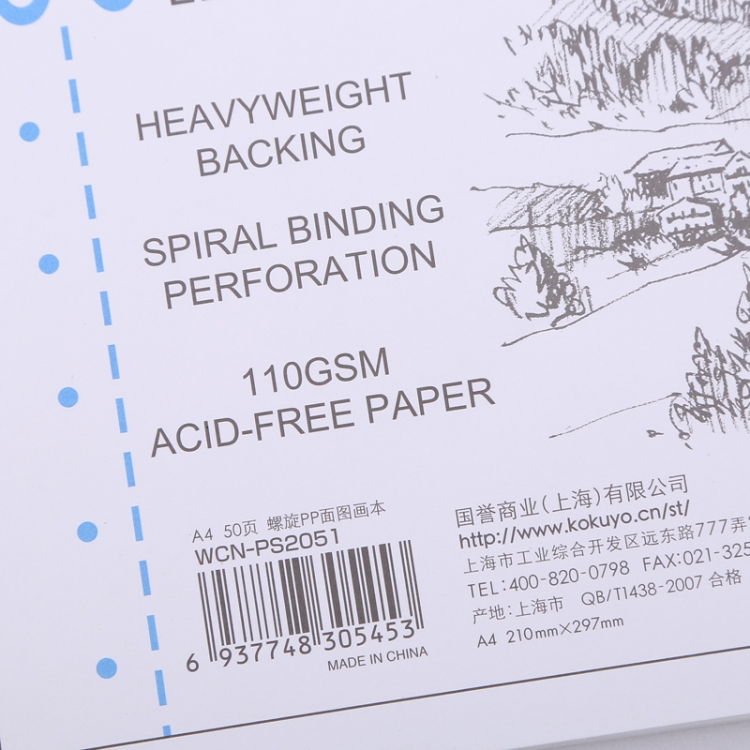 HEAVYWEIGHT
BACKING
SPIRAL BINDING
PERFORATION
110GSM
ACID-FREE PAPER
A4 50页 螺旋PP面图画本
WCN-PS2051
6 937748 305453
MADE IN CHINA
国誉商业(上海)有限公司
http://www.kokuyo.cn/st/
上海市工业综合开发区远东路777弄
TEL:400-820-0798 FAX:021-325
产地:上海市 QB/T1438-2007 合格
A4 210mm×297mm